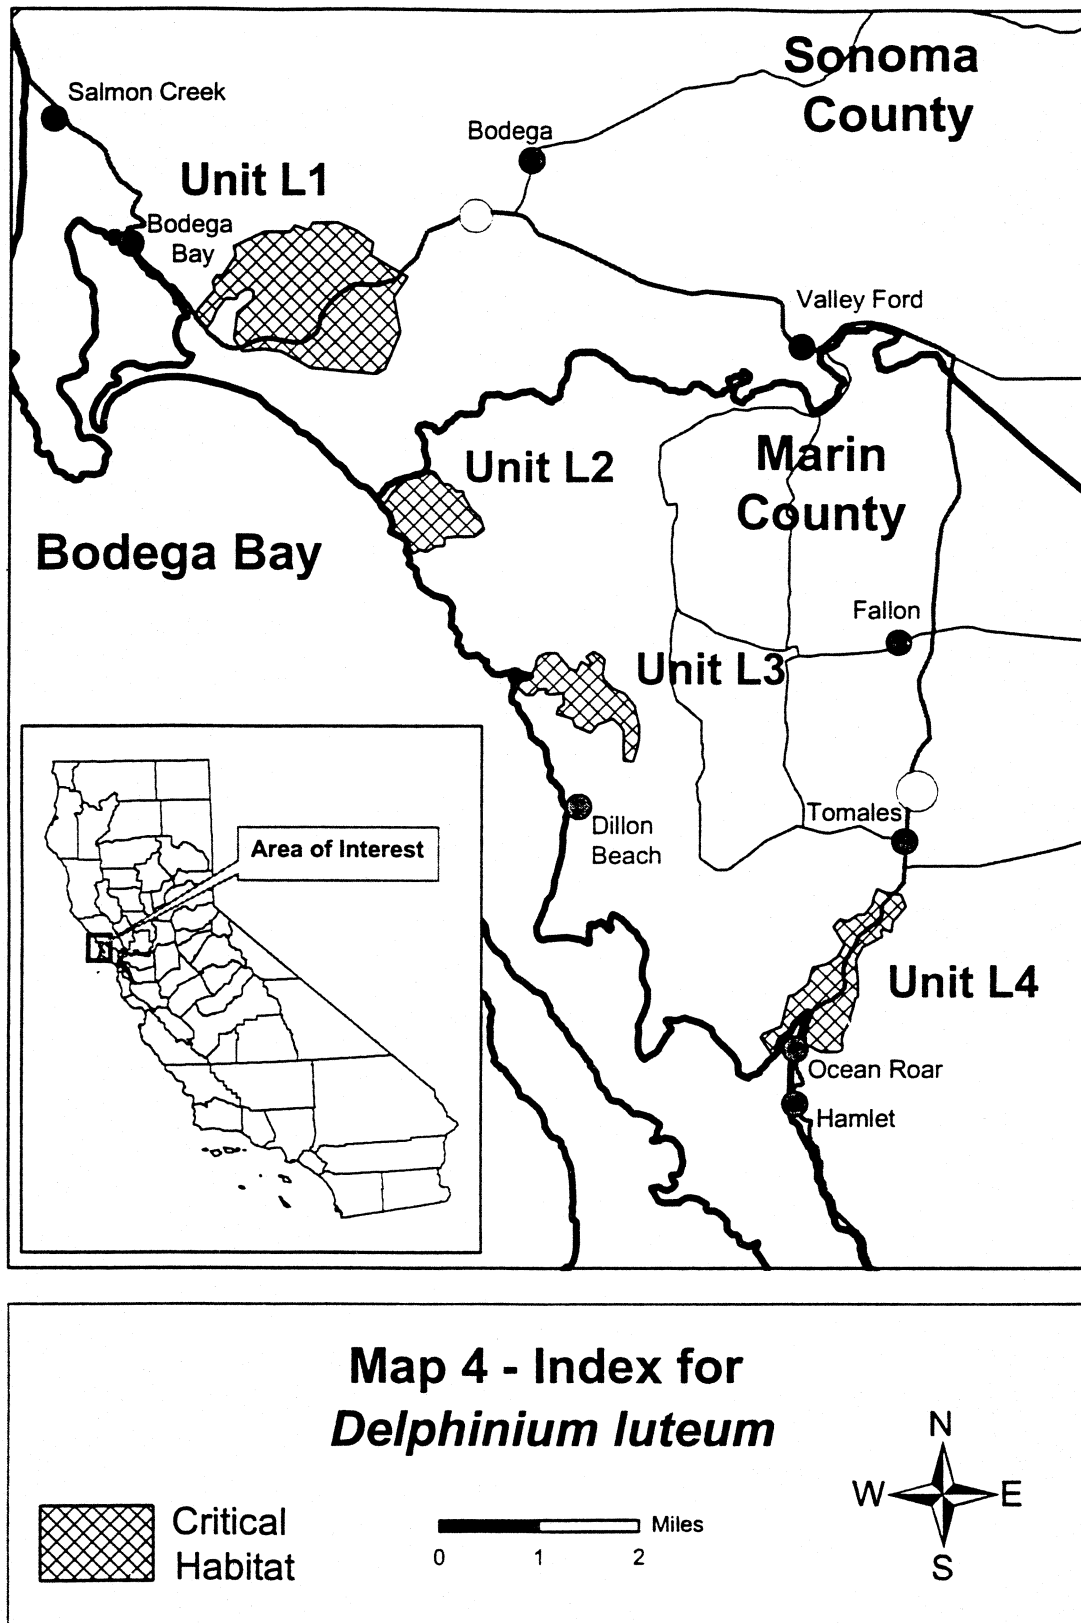 Sonoma
County
Salmon Creek
Bodega
Unit L1
Bodega
Bay
Valley Ford
Unit L2
Marin
County
Bodega Bay
Fallon
Unit L3
Tomales
Dillon
Beach
Area of Interest
Unit L4
Ocean Roar
Hamlet
Map 4 - Index for
Delphinium luteum
N
W E
S
Critical
Habitat
Miles
0 1 2